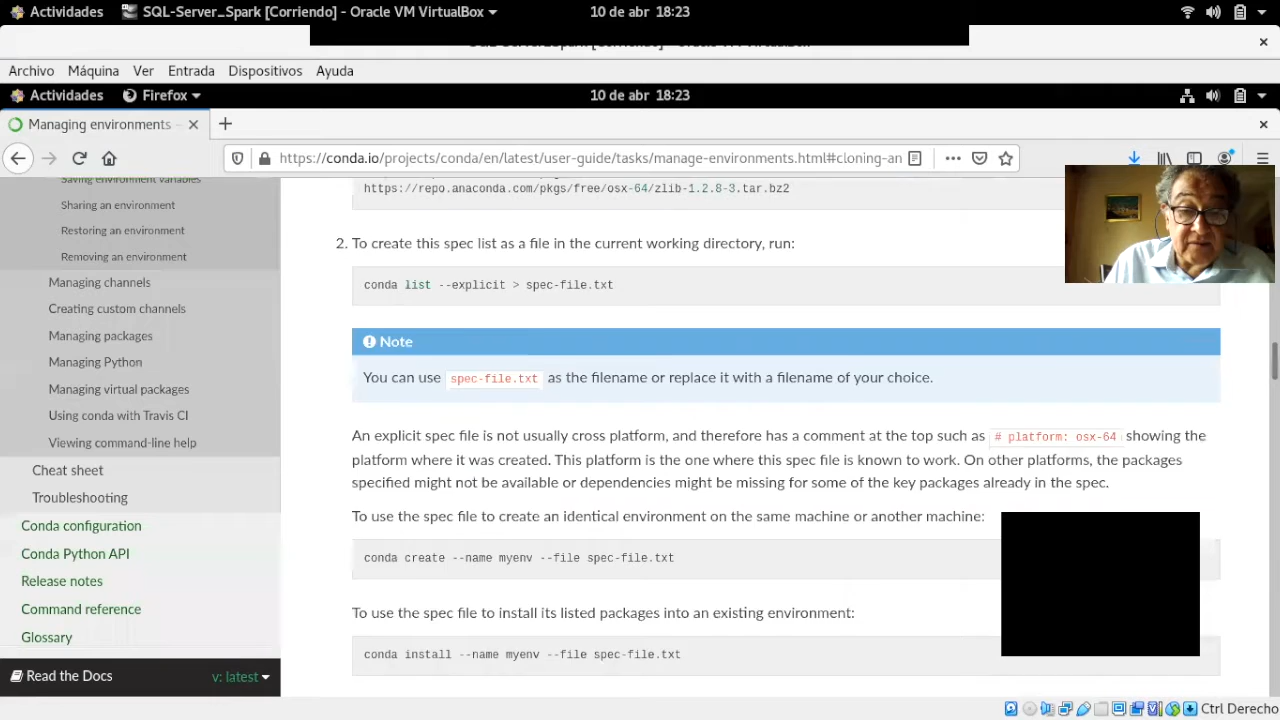 Actividades SQL-Server_Spark [Corriendo] - Oracle VM VirtualBox 10 de abr 18:23
Archivo Máquina Ver Entrada Dispositivos Ayuda
Actividades Firefox 10 de abr 18:23
Managing environments
https://conda.io/projects/conda/en/latest/user-guide/tasks/manage-environments.html#cloning-an
Saving environment variables
Sharing an environment
Restoring an environment
Removing an environment
Managing channels
Creating custom channels
Managing packages
Managing Python
Managing virtual packages
Using conda with Travis CI
Viewing command-line help
Cheat sheet
Troubleshooting
Conda configuration
Conda Python API
Release notes
Command reference
Glossary
Read the Docs v: latest
https://repo.anaconda.com/pkgs/free/osx-64/zlib-1.2.8-3.tar.bz2
2. To create this spec list as a file in the current working directory, run:
conda list --explicit > spec-file.txt
Note
You can use spec-file.txt as the filename or replace it with a filename of your choice.
An explicit spec file is not usually cross platform, and therefore has a comment at the top such as # platform: osx-64 showing the
platform where it was created. This platform is the one where this spec file is known to work. On other platforms, the packages
specified might not be available or dependencies might be missing for some of the key packages already in the spec.
To use the spec file to create an identical environment on the same machine or another machine:
conda create --name myenv --file spec-file.txt
To use the spec file to install its listed packages into an existing environment:
conda install --name myenv --file spec-file.txt
Ctrl Derecho